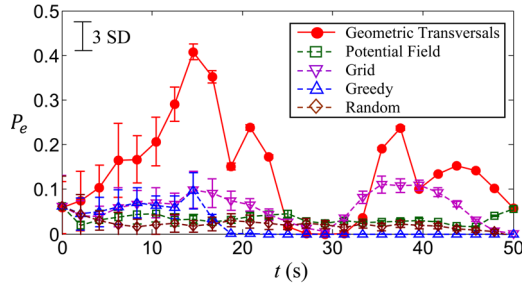 0.5
3 SD
Geometric Transversals
Potential Field
Grid
Greedy
Random
0.4
0.3
P_e
0.2
0.1
0
0 10 20 30 40 50
t (s)